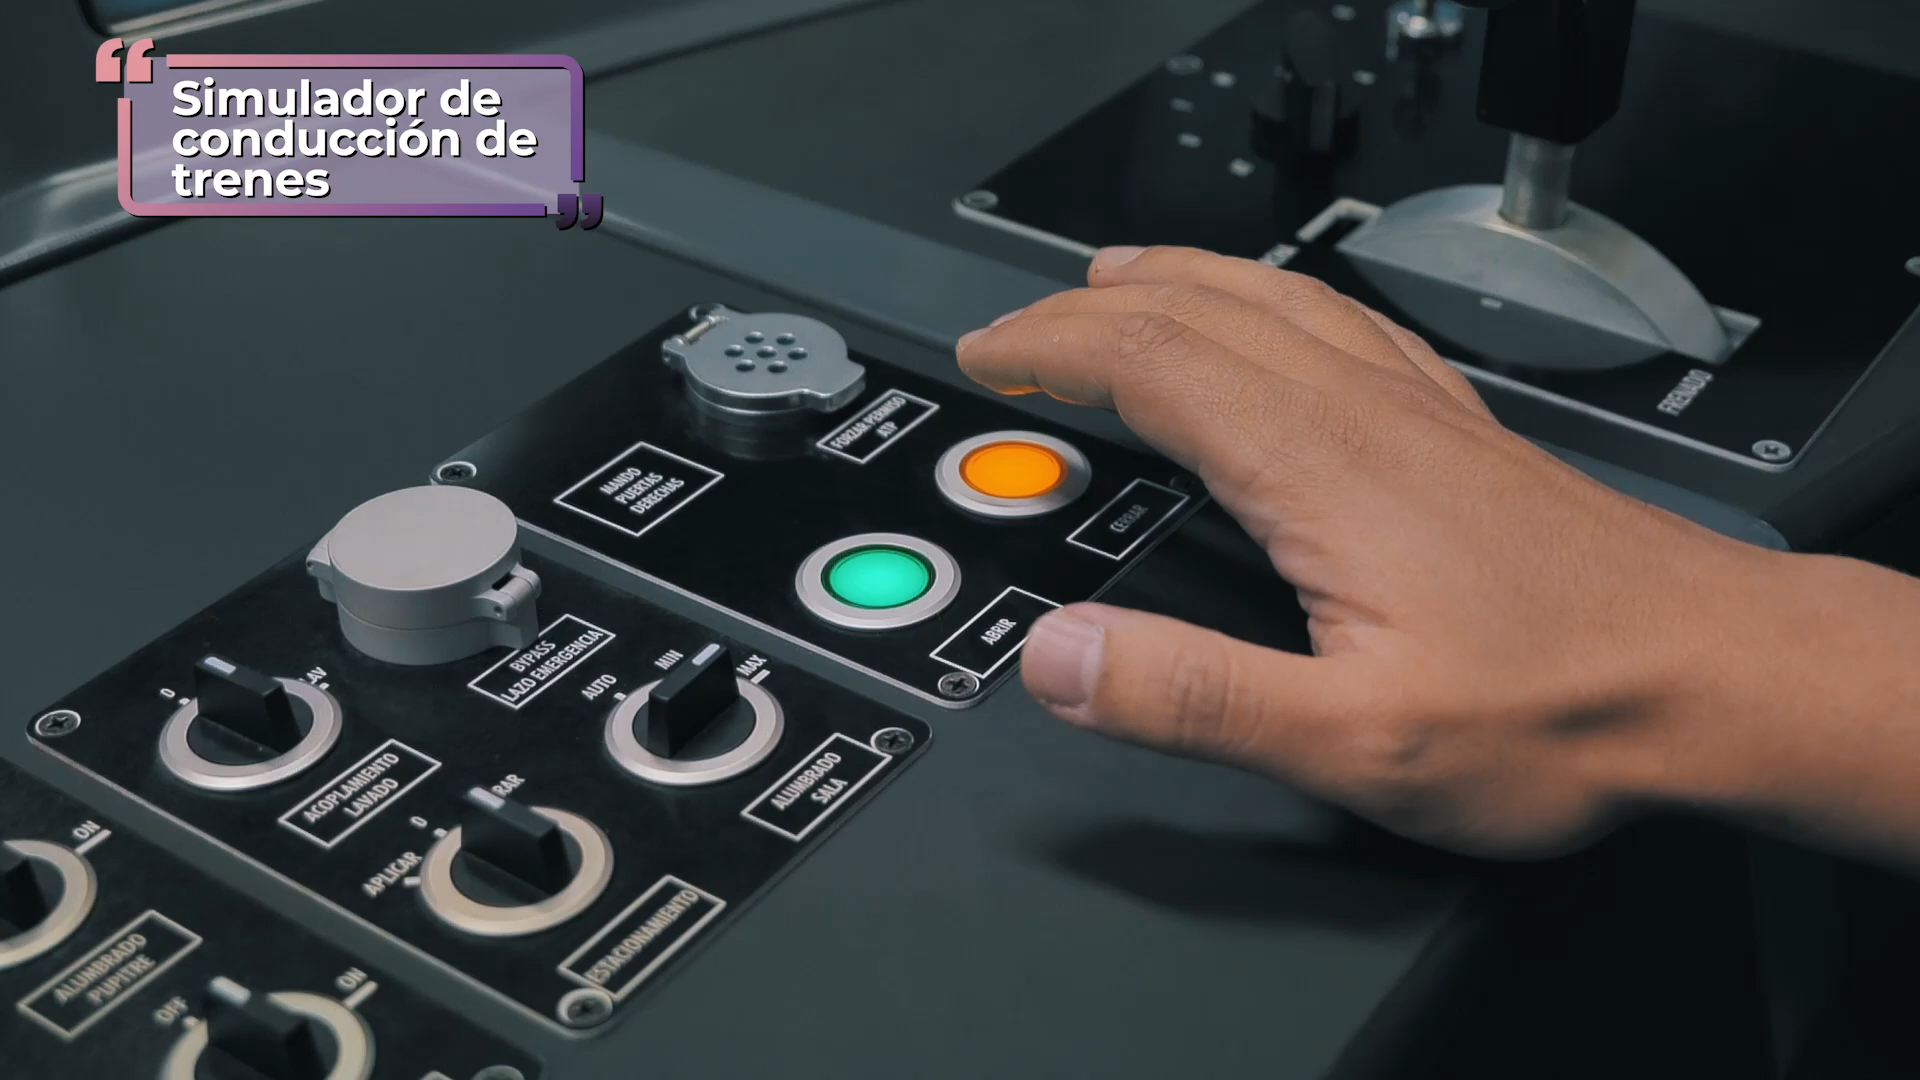 Simulador de
conducción de
trenes
FORZAR PERMISO
ATP
MANDO
PUERTAS
DERECHAS
CERRAR
ABRIR
FRENADO
BYPASS
LAZO EMERGENCIA
0
LAV
ACOPLAMIENTO
LAVADO
AUTO
MIN
MAX
ALUMBRADO
SALA
APLICAR
0
RAR
ESTACIONAMIENTO
ON
ALUMBRADO
PUPITRE
OFF
ON